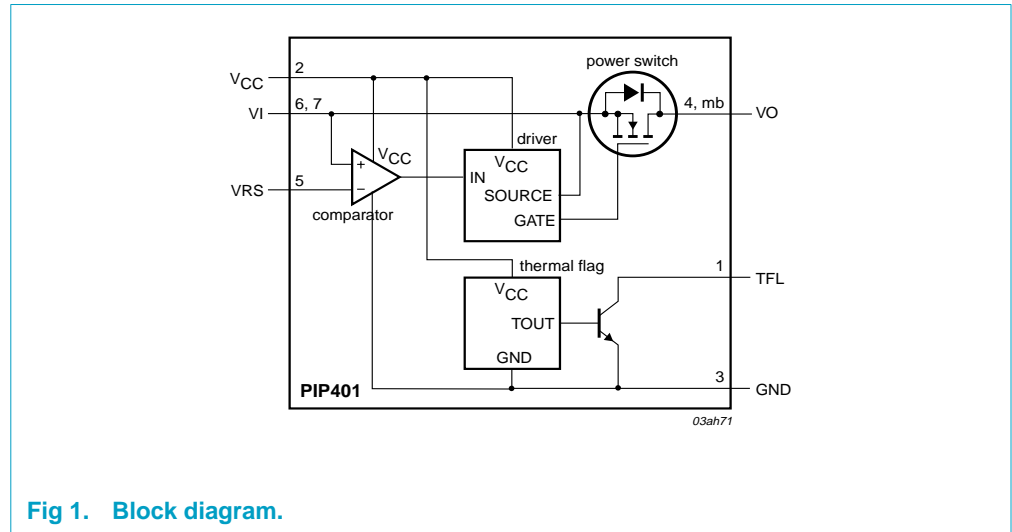 power switch
VCC
2
VI
6, 7
4, mb
VO
driver
VCC
+
VCC
IN
VRS
5
−
SOURCE
comparator
GATE
thermal flag
1
TFL
VCC
TOUT
GND
3
GND
PIP401
03ah71
Fig 1. Block diagram.